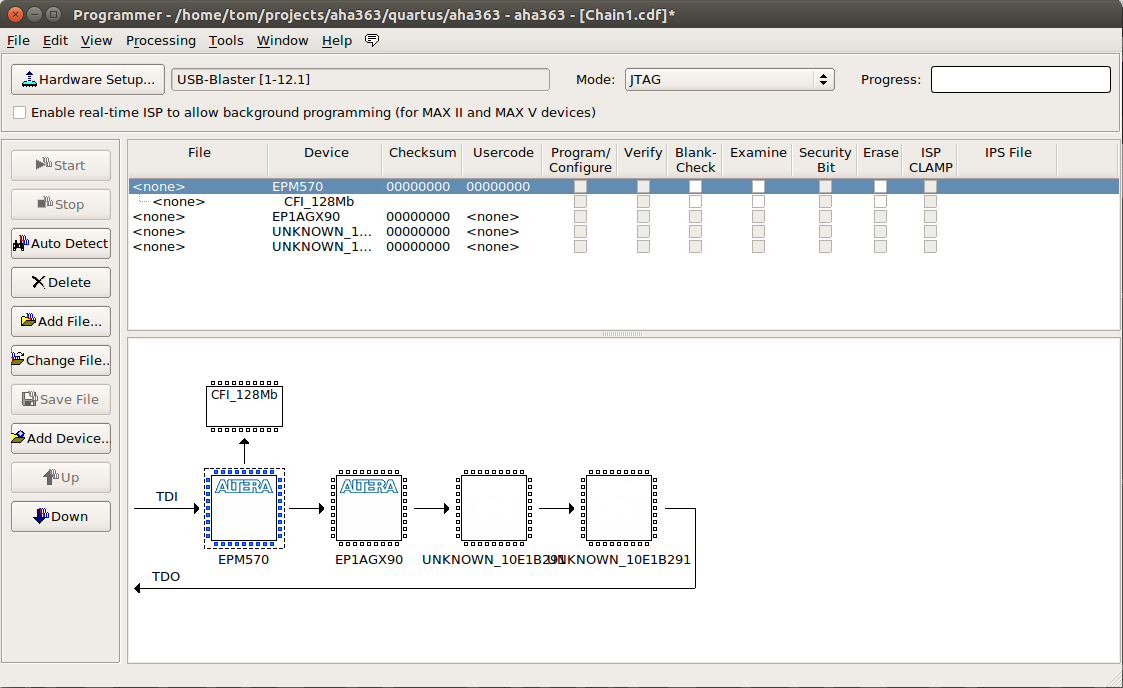 Programmer - /home/tom/projects/aha363/quartus/aha363 - aha363 - [Chain1.cdf]*
File Edit View Processing Tools Window Help
Hardware Setup... USB-Blaster [1-12.1] Mode: JTAG Progress:
Enable real-time ISP to allow background programming (for MAX II and MAX V devices)
Start
Stop
Auto Detect
Delete
Add File...
Change File..
Save File
Add Device..
Up
Down
File Device Checksum Usercode Program/ Verify Blank- Examine Security Erase ISP IPS File
Configure Check Bit CLAMP
<none> EPM570 00000000 00000000
<none> CFI_128Mb
<none> EP1AGX90 00000000 <none>
<none> UNKNOWN_1... 00000000 <none>
<none> UNKNOWN_1... 00000000 <none>
CFI_128Mb
ALTERA ALTERA
TDI
EPM570 EP1AGX90 UNKNOWN_10E1B291 UNKNOWN_10E1B291
TDO